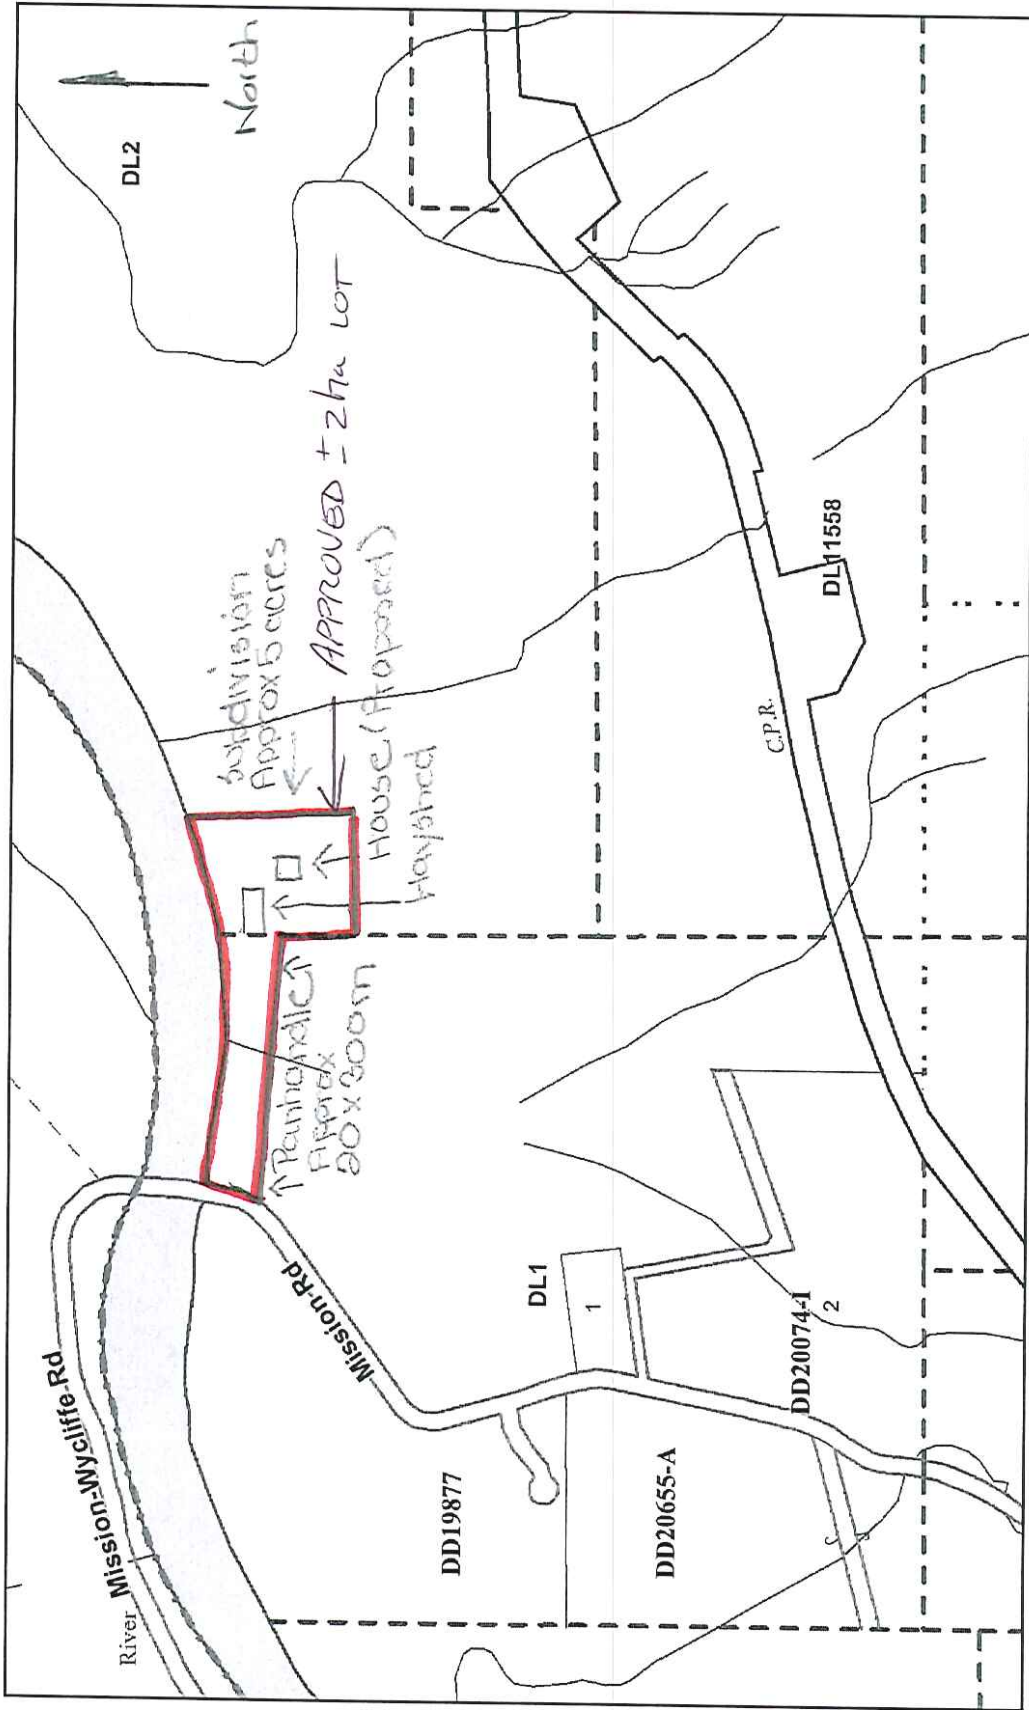 North
DL2
Subdivision
Approx 5 acres
APPROVED ± 2ha LOT
House (Proposed)
Hayshed
Panhandle
Approx
20 x 300m
River
Mission-Wycliffe-Rd
Mission-Rd
DL1
1
DD19877
DD20655-A
DD20074-I
2
C.P.R.
DL11558